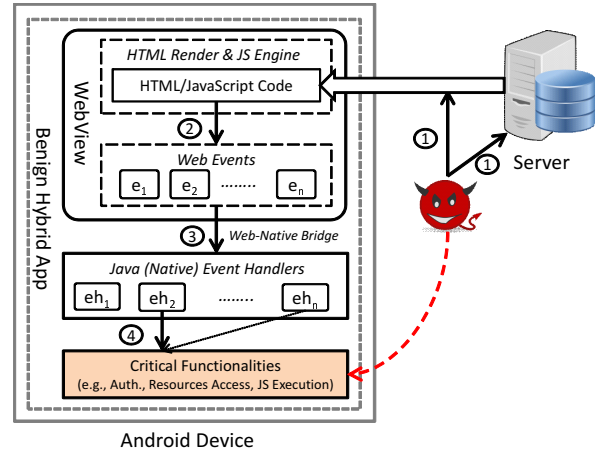 HTML Render & JS Engine
HTML/JavaScript Code
2
Web Events
e1 e2 ........ en
WebView
Benign Hybrid App
3
Web-Native Bridge
Java (Native) Event Handlers
eh1 eh2 ........ ehn
4
Critical Functionalities
(e.g., Auth., Resources Access, JS Execution)
Android Device
1
1
Server